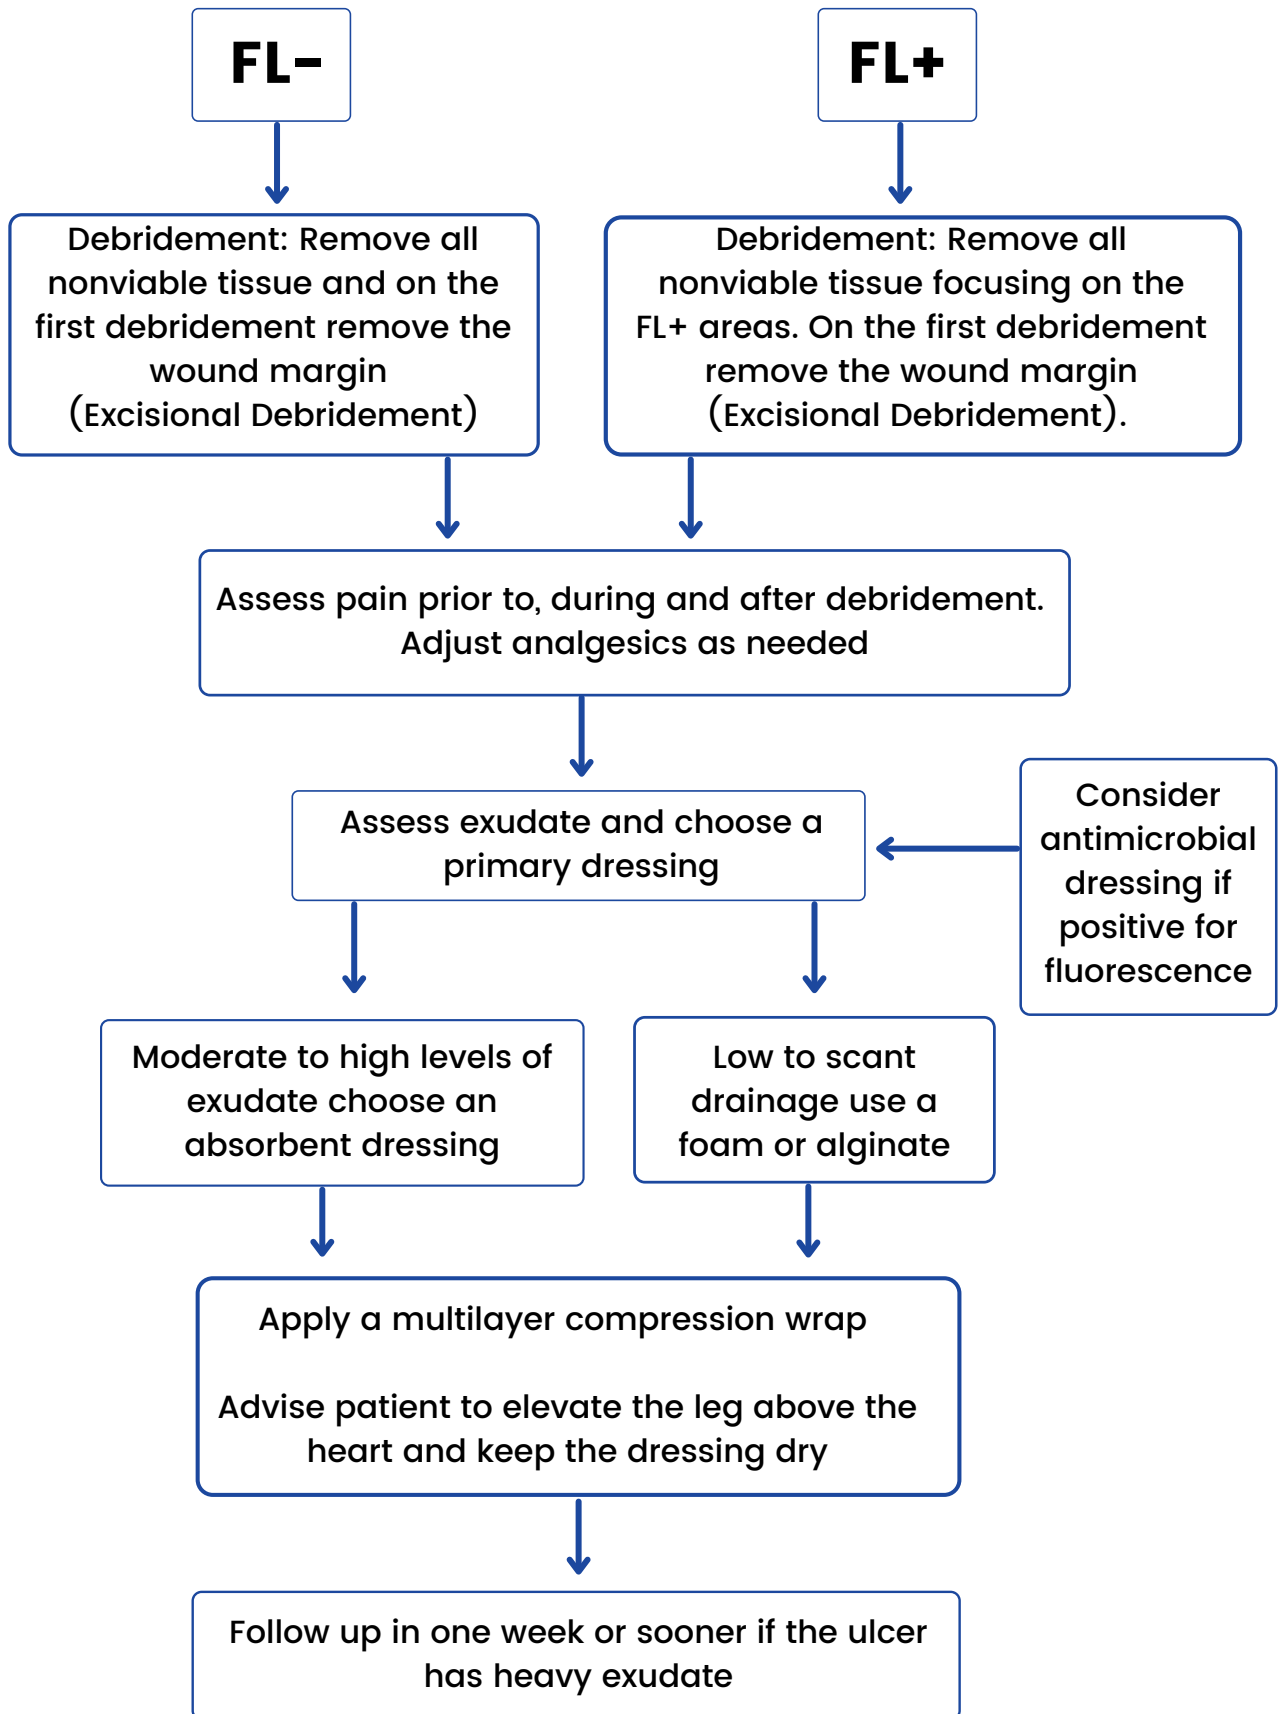 FL-
FL+
Debridement: Remove all
nonviable tissue and on the
first debridement remove the
wound margin
(Excisional Debridement)
Debridement: Remove all
nonviable tissue focusing on the
FL+ areas. On the first debridement
remove the wound margin
(Excisional Debridement).
Assess pain prior to, during and after debridement.
Adjust analgesics as needed
Assess exudate and choose a
primary dressing
Consider
antimicrobial
dressing if
positive for
fluorescence
Moderate to high levels of
exudate choose an
absorbent dressing
Low to scant
drainage use a
foam or alginate
Apply a multilayer compression wrap
Advise patient to elevate the leg above the
heart and keep the dressing dry
Follow up in one week or sooner if the ulcer
has heavy exudate